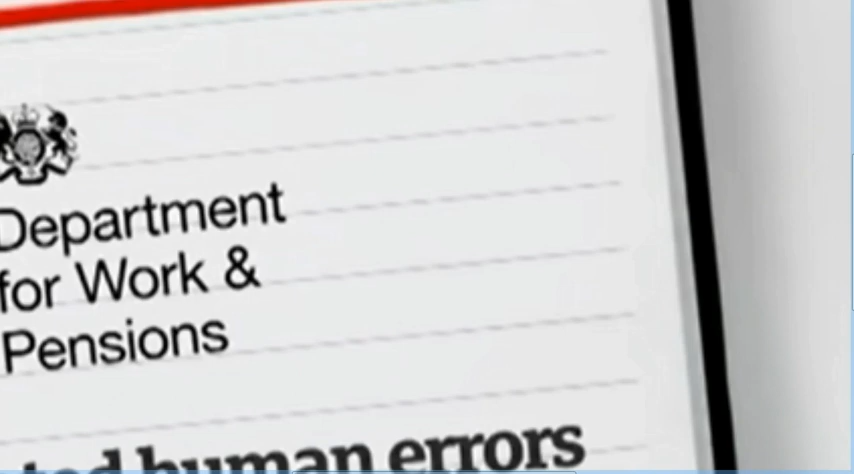 Department
for Work &
Pensions
human errors